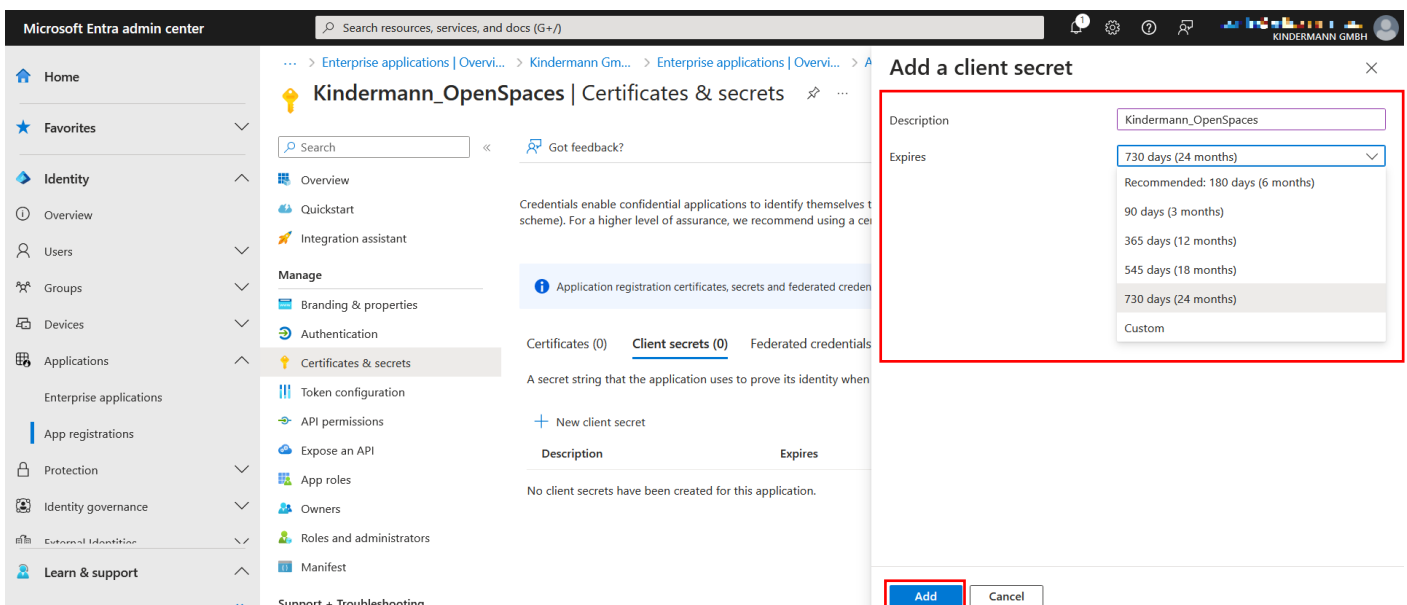 Microsoft Entra admin center
Search resources, services, and docs (G+/)
1
KINDERMANN GMBH
Home
Favorites
Identity
Overview
Users
Groups
Devices
Applications
Enterprise applications
App registrations
Protection
Identity governance
External Identities
Learn & support
··· > Enterprise applications | Overvi... > Kindermann Gm... > Enterprise applications | Overvi... > A
Kindermann_OpenSpaces | Certificates & secrets ···
Search «
Overview
Quickstart
Integration assistant
Manage
Branding & properties
Authentication
Certificates & secrets
Token configuration
API permissions
Expose an API
App roles
Owners
Roles and administrators
Manifest
Support + Troubleshooting
Got feedback?
Credentials enable confidential applications to identify themselves t
scheme). For a higher level of assurance, we recommend using a cer
Application registration certificates, secrets and federated creden
Certificates (0) Client secrets (0) Federated credentials
A secret string that the application uses to prove its identity when
+ New client secret
Description Expires
No client secrets have been created for this application.
Add a client secret
Description Kindermann_OpenSpaces
Expires 730 days (24 months)
Recommended: 180 days (6 months)
90 days (3 months)
365 days (12 months)
545 days (18 months)
730 days (24 months)
Custom
Add Cancel